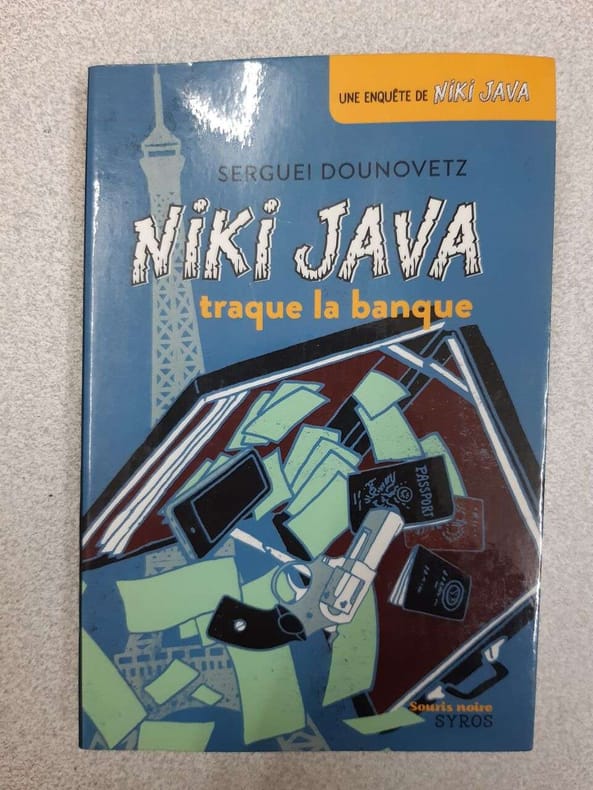 UNE ENQUÊTE DE NiKi JAVA
SERGUEI DOUNOVETZ
NiKi JAVA
traque la banque
PASSPORT
Souris noire
SYROS